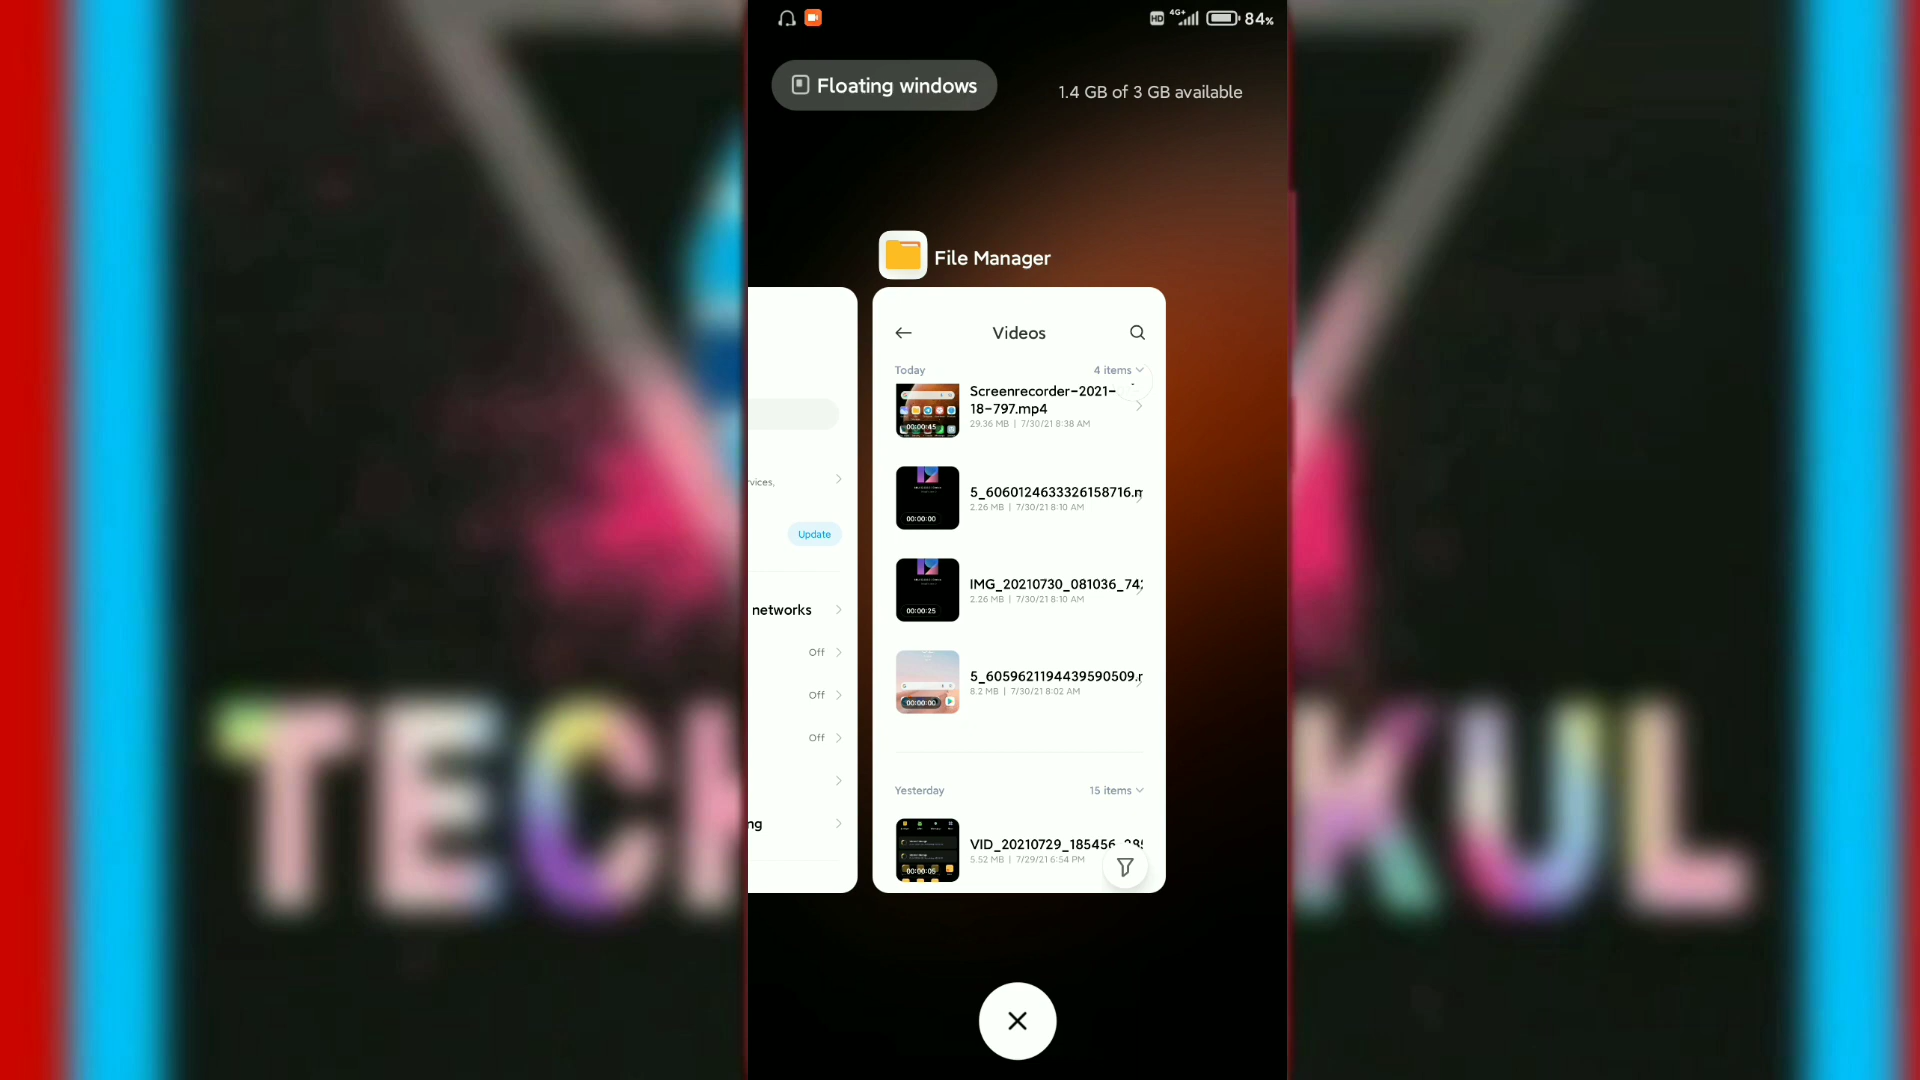 HD 4G+ 84%
Floating windows
1.4 GB of 3 GB available
File Manager
Videos
Today 4 items
Screenrecorder-2021-
18-797.mp4
29.36 MB | 7/30/21 8:38 AM
00:00:45
5_6060124633326158716.m
2.26 MB | 7/30/21 8:10 AM
00:00:00
IMG_20210730_081036_74
2.26 MB | 7/30/21 8:10 AM
00:00:25
5_6059621194439590509.r
8.2 MB | 7/30/21 8:02 AM
00:00:00
Yesterday 15 items
VID_20210729_185456
5.52 MB | 7/29/21 6:54 PM
00:00:05
rvices,
Update
networks
Off
Off
Off
ng
TECH
KUL